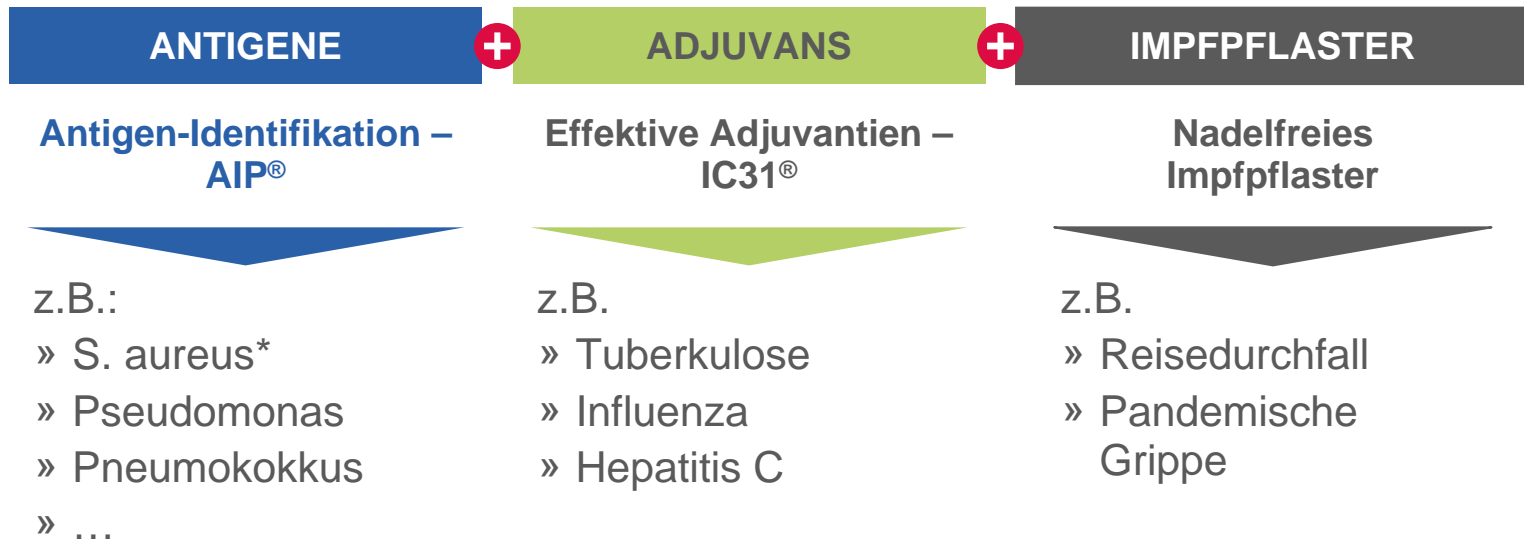 ANTIGENE
ADJUVANS
IMPFPFLASTER
Antigen-Identifikation –
AIP®
Effektive Adjuvantien –
IC31®
Nadelfreies
Impfpflaster
z.B.:
» S. aureus*
» Pseudomonas
» Pneumokokkus
» ...
z.B.
» Tuberkulose
» Influenza
» Hepatitis C
z.B.
» Reisedurchfall
» Pandemische
Grippe